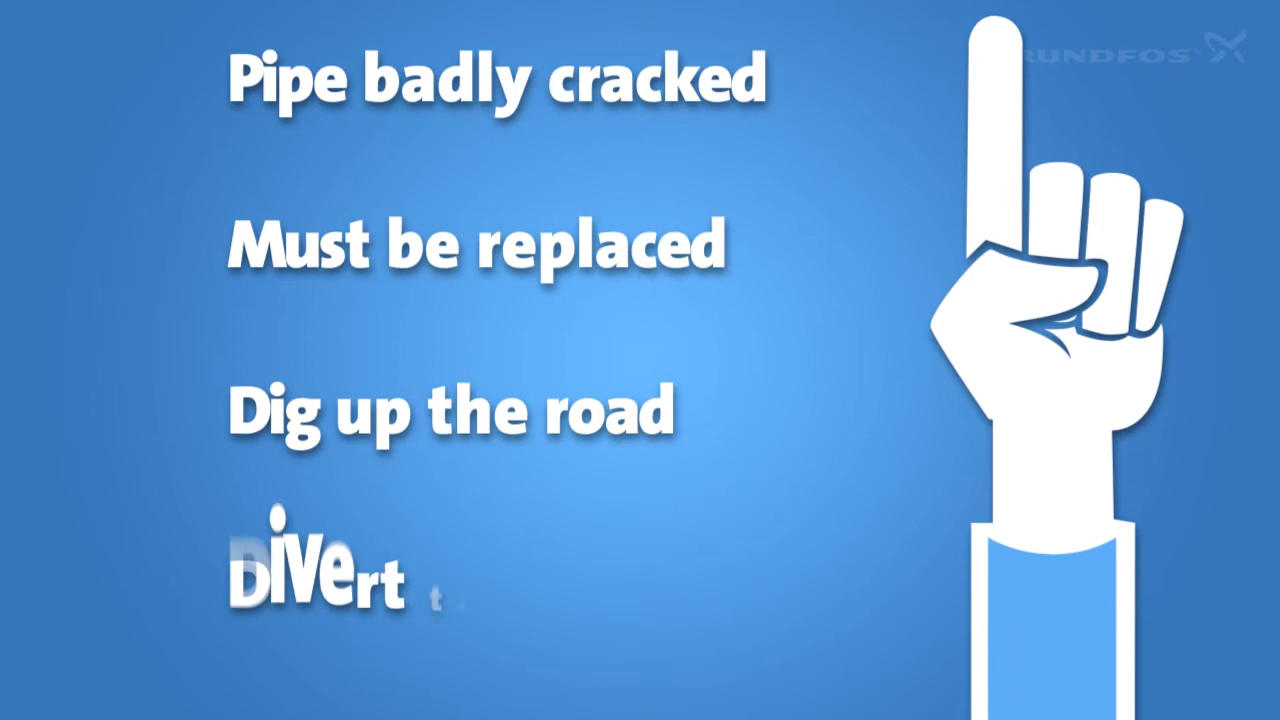 Pipe badly cracked
Must be replaced
Dig up the road
Divert t